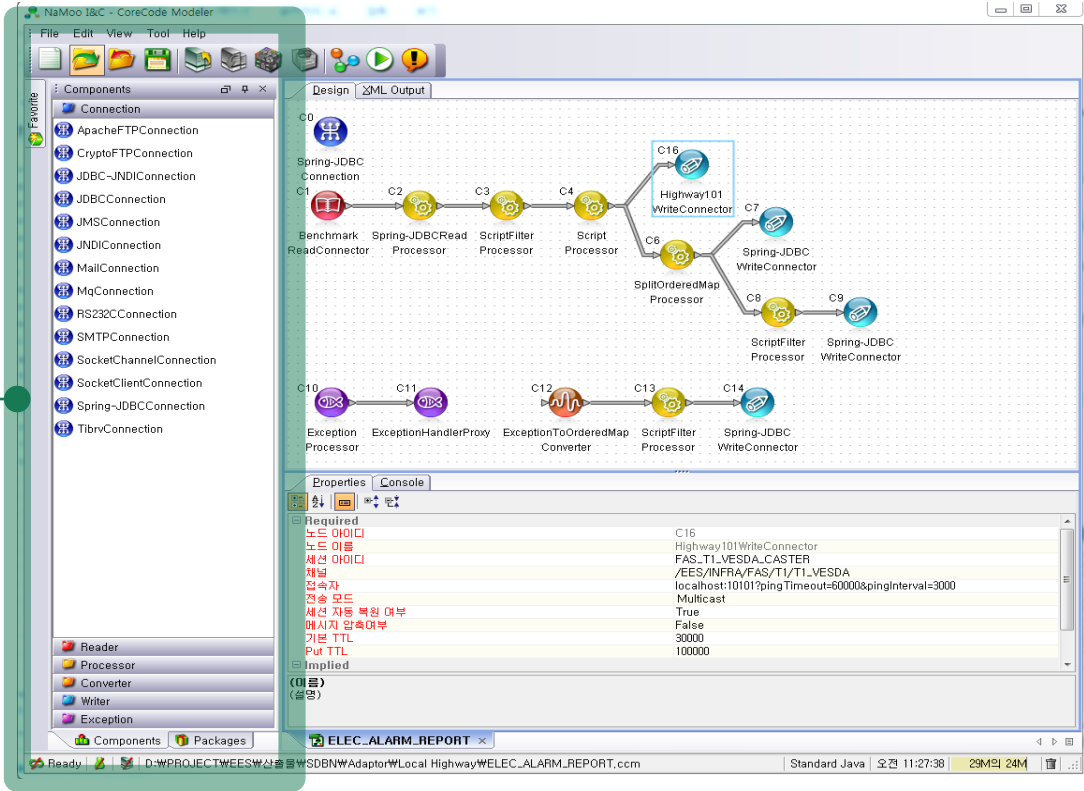 NaMoo I&C - CoreCode Modeler
File Edit View Tool Help
Favorite
Components
Connection
ApacheFTPConnection
CryptoFTPConnection
JDBC-JNDIConnection
JDBCConnection
JMSConnection
JNDIConnection
MailConnection
MqConnection
RS232CConnection
SMTPConnection
SocketChannelConnection
SocketClientConnection
Spring-JDBCConnection
TibrvConnection
Reader
Processor
Converter
Writer
Exception
Components Packages
Design XML Output
C0
Spring-JDBC
Connection
C1
Benchmark
ReadConnector
C2
Spring-JDBCRead
Processor
C3
ScriptFilter
Processor
C4
Script
Processor
C16
Highway101
WriteConnector
C6
SplitOrderedMap
Processor
C7
Spring-JDBC
WriteConnector
C8
ScriptFilter
Processor
C9
Spring-JDBC
WriteConnector
C10
Exception
Processor
C11
ExceptionHandlerProxy
C12
ExceptionToOrderedMap
Converter
C13
ScriptFilter
Processor
C14
Spring-JDBC
WriteConnector
Properties Console
Required
노드 아이디 C16
노드 이름 Highway101WriteConnector
세션 아이디 FAS_T1_VESDA_CASTER
채널 /EES/INFRA/FAS/T1/T1_VESDA
접속자 localhost:10101?pingTimeout=60000&pingInterval=3000
전송 모드 Multicast
세션 자동 복원 여부 True
메시지 압축여부 False
기본 TTL 30000
Put TTL 100000
Implied
(이름)
(설명)
ELEC_ALARM_REPORT
Ready D:₩PROJECT₩EES₩산출물₩SDBN₩Adaptor₩Local Highway₩ELEC_ALARM_REPORT.ccm Standard Java 오전 11:27:38 29M의 24M